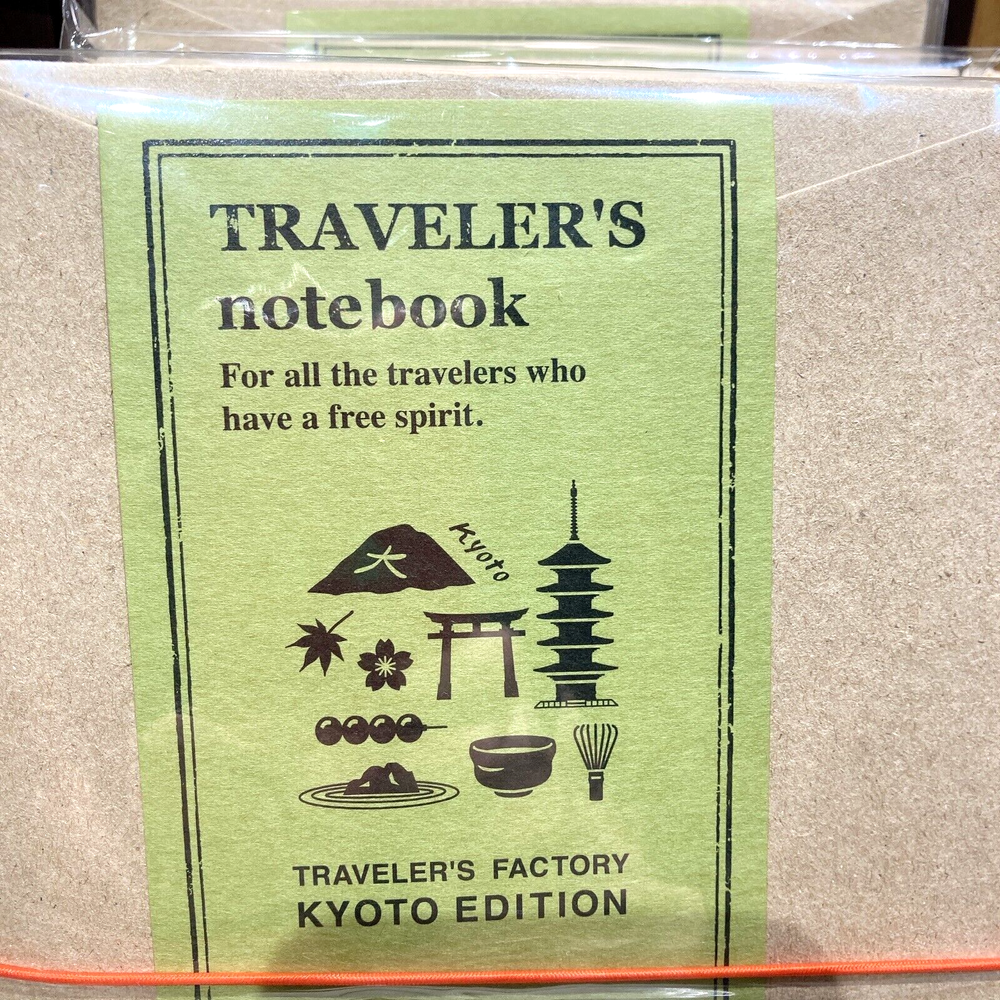 TRAVELER'S
notebook
For all the travelers who
have a free spirit.
Kyoto
大
TRAVELER'S FACTORY
KYOTO EDITION